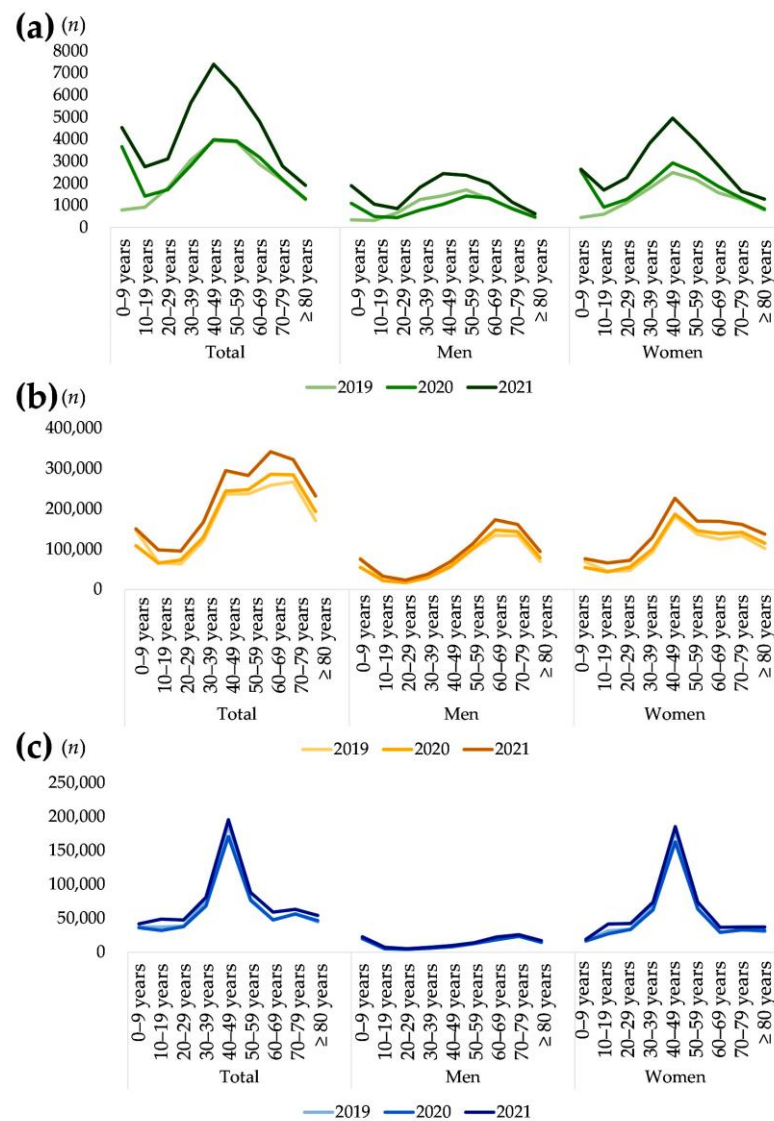 (a) (n)
8000
7000
6000
5000
4000
3000
2000
1000
0
0–9 years
10–19 years
20–29 years
30–39 years
40–49 years
50–59 years
60–69 years
70–79 years
≥ 80 years
0–9 years
10–19 years
20–29 years
30–39 years
40–49 years
50–59 years
60–69 years
70–79 years
≥ 80 years
0–9 years
10–19 years
20–29 years
30–39 years
40–49 years
50–59 years
60–69 years
70–79 years
≥ 80 years
Total Men Women
2019 2020 2021
(b) (n)
400,000
300,000
200,000
100,000
0
0–9 years
10–19 years
20–29 years
30–39 years
40–49 years
50–59 years
60–69 years
70–79 years
≥ 80 years
0–9 years
10–19 years
20–29 years
30–39 years
40–49 years
50–59 years
60–69 years
70–79 years
≥ 80 years
0–9 years
10–19 years
20–29 years
30–39 years
40–49 years
50–59 years
60–69 years
70–79 years
≥ 80 years
Total Men Women
2019 2020 2021
(c) (n)
250,000
200,000
150,000
100,000
50,000
0
0–9 years
10–19 years
20–29 years
30–39 years
40–49 years
50–59 years
60–69 years
70–79 years
≥ 80 years
0–9 years
10–19 years
20–29 years
30–39 years
40–49 years
50–59 years
60–69 years
70–79 years
≥ 80 years
0–9 years
10–19 years
20–29 years
30–39 years
40–49 years
50–59 years
60–69 years
70–79 years
≥ 80 years
Total Men Women
2019 2020 2021